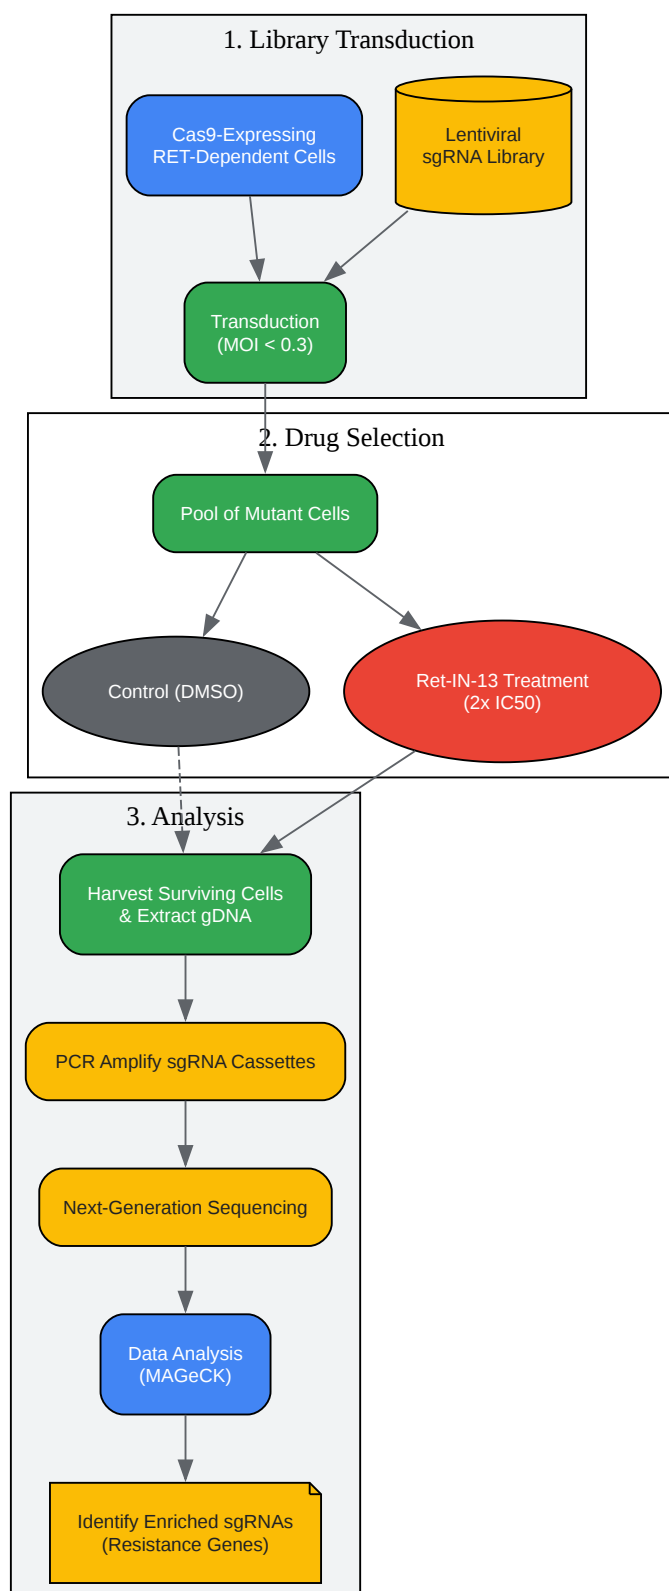 1. Library Transduction
Cas9-Expressing
RET-Dependent Cells
Lentiviral
sgRNA Library
Transduction
(MOI < 0.3)
2. Drug Selection
Pool of Mutant Cells
Control (DMSO)
Ret-IN-13 Treatment
(2x IC50)
3. Analysis
Harvest Surviving Cells
& Extract gDNA
PCR Amplify sgRNA Cassettes
Next-Generation Sequencing
Data Analysis
(MAGeCK)
Identify Enriched sgRNAs
(Resistance Genes)